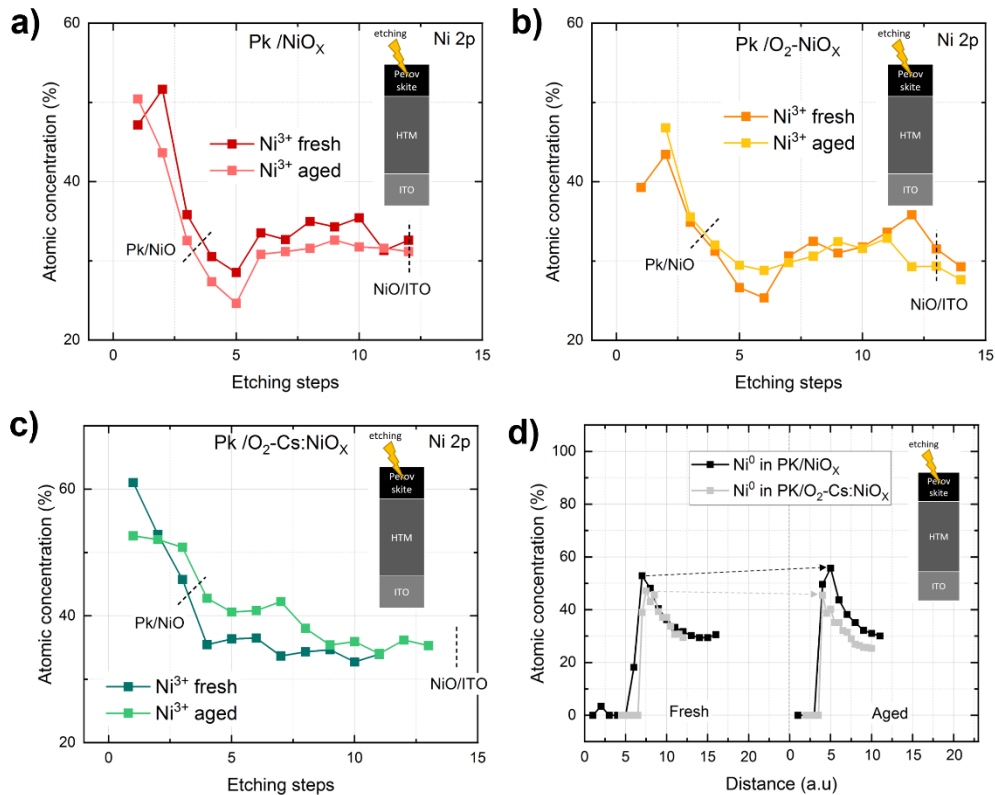 a)
Pk /NiOX
etching
Ni 2p
Perov
skite
HTM
ITO
Ni3+ fresh
Ni3+ aged
Pk/NiO
NiO/ITO
Atomic concentration (%)
60
40
20
0
5
10
15
Etching steps
b)
Pk /O2-NiOX
etching
Ni 2p
Perov
skite
HTM
ITO
Ni3+ fresh
Ni3+ aged
Pk/NiO
NiO/ITO
Atomic concentration (%)
60
40
20
0
5
10
15
Etching steps
c)
Pk /O2-Cs:NiOX
etching
Ni 2p
Perov
skite
HTM
ITO
Pk/NiO
NiO/ITO
Ni3+ fresh
Ni3+ aged
Atomic concentration (%)
60
40
20
0
5
10
15
Etching steps
d)
etching
Ni0 in PK/NiOX
Ni0 in PK/O2-Cs:NiOX
Perov
skite
HTM
ITO
Fresh
Aged
Atomic concentration (%)
100
80
60
40
20
0
0
5
10
15
20
0
5
10
15
20
Distance (a.u)